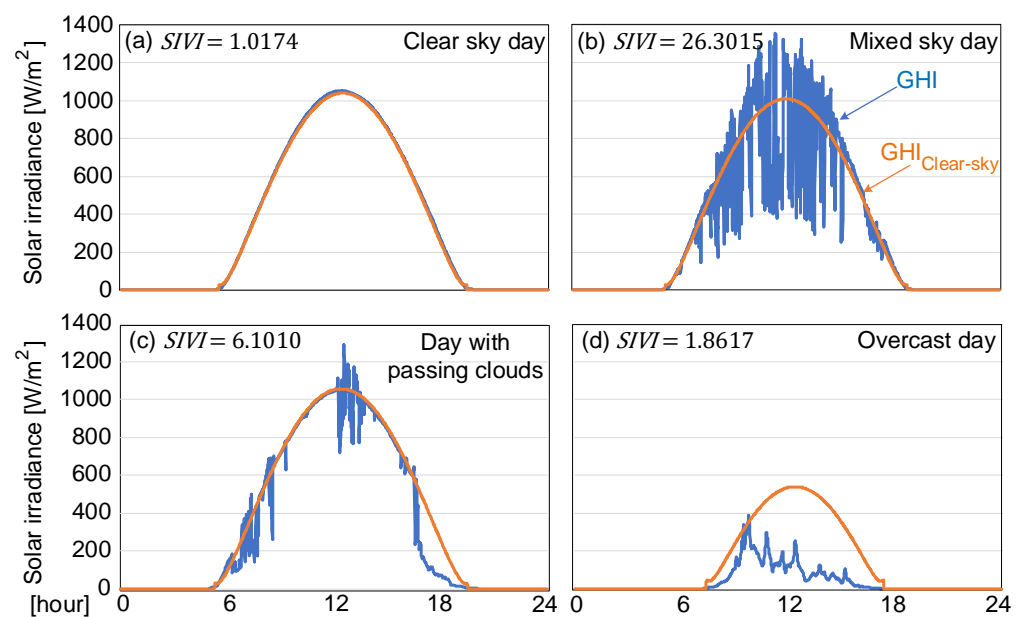 Solar irradiance [W/m²]
1400
1200
1000
800
600
400
200
0
(a) SIVI = 1.0174
Clear sky day
(b) SIVI = 26.3015
Mixed sky day
GHI
GHI Clear-sky
Solar irradiance [W/m²]
1400
1200
1000
800
600
400
200
0
(c) SIVI = 6.1010
Day with
passing clouds
(d) SIVI = 1.8617
Overcast day
[hour]
0 6 12 18 24
0 6 12 18 24